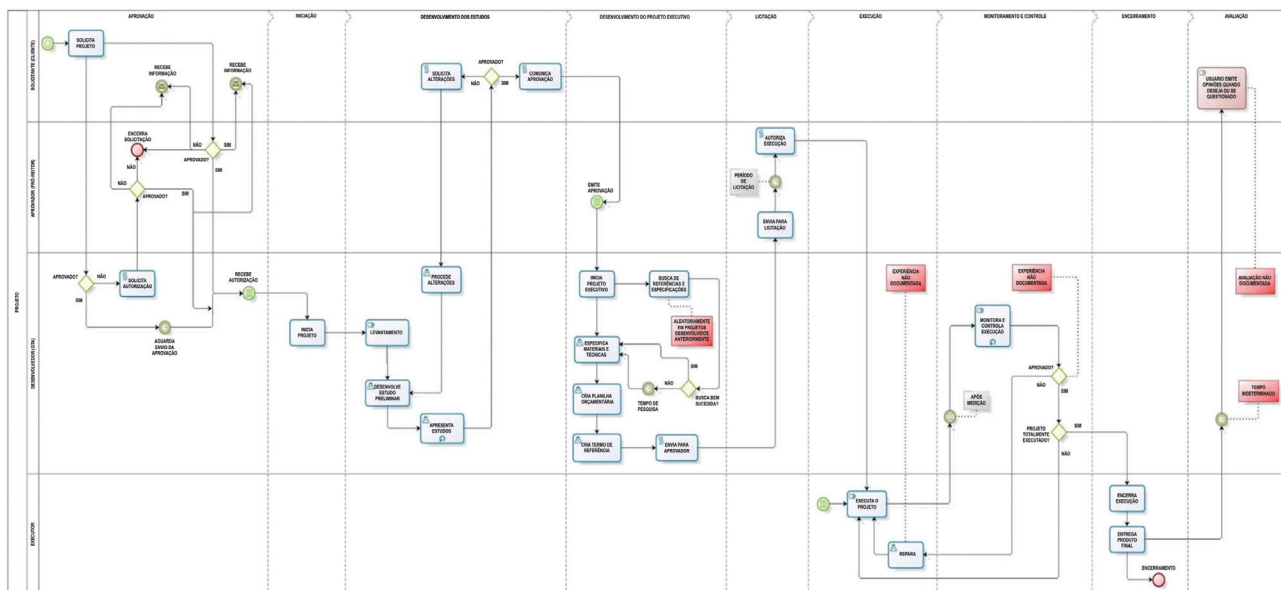 APROVAÇÃO
INICIAÇÃO
DESENVOLVIMENTO DOS ESTUDOS
DESENVOLVIMENTO DO PROJETO EXECUTIVO
LICITAÇÃO
EXECUÇÃO
MONITORAMENTO E CONTROLE
ENCERRAMENTO
AVALIAÇÃO
PROJETO
SOLICITANTE (CLIENTE)
SOLICITA
PROJETO
RECEBE
INFORMAÇÃO
RECEBE
INFORMAÇÃO
SOLICITA
ALTERAÇÕES
APROVADO?
NÃO
SIM
COMUNICA
APROVAÇÃO
USUÁRIO EMITE
OPINIÕES QUANDO
DESEJA OU SE
QUESTIONADO
APROVADOR (PRÓ-REITOR)
ENCERRA
SOLICITAÇÃO
NÃO
SIM
APROVADO?
SIM
NÃO
NÃO
SIM
APROVADO?
EMITE
APROVAÇÃO
AUTORIZA
EXECUÇÃO
PERÍODO
DE
LICITAÇÃO
ENVIA PARA
LICITAÇÃO
DESENVOLVEDOR (GTA)
APROVADO?
NÃO
SIM
SOLICITA
AUTORIZAÇÃO
RECEBE
AUTORIZAÇÃO
AGUARDA
ENVIO DA
APROVAÇÃO
INICIA
PROJETO
LEVANTAMENTO
PROCEDE
ALTERAÇÕES
DESENVOLVE
ESTUDO
PRELIMINAR
APRESENTA
ESTUDOS
INICIA
PROJETO
EXECUTIVO
BUSCA DE
REFERÊNCIAS E
ESPECIFICAÇÕES
ALEATORIAMENTE
EM PROJETOS
DESENVOLVIDOS
ANTERIORMENTE
ESPECIFICA
MATERIAIS E
TÉCNICAS
SIM
NÃO
TEMPO DE
PESQUISA
BUSCA BEM
SUCEDIDA?
CRIA PLANILHA
ORÇAMENTÁRIA
CRIA TERMO DE
REFERÊNCIA
ENVIA PARA
APROVADOR
EXPERIÊNCIA
NÃO
DOCUMENTADA
EXPERIÊNCIA
NÃO
DOCUMENTADA
MONITORA E
CONTROLA
EXECUÇÃO
APROVADO?
NÃO
SIM
APÓS
MEDIÇÃO
PROJETO
TOTALMENTE
EXECUTADO?
SIM
NÃO
AVALIAÇÃO NÃO
DOCUMENTADA
TEMPO
INDETERMINADO
EXECUTOR
EXECUTA O
PROJETO
REPARA
ENCERRA
EXECUÇÃO
ENTREGA
PRODUTO
FINAL
ENCERRAMENTO